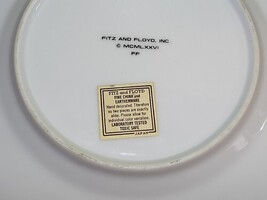 FITZ AND FLOYD, INC.
© MCMLXXVI
FF
FITZ and FLOYD
FINE CHINA and
EARTHENWARE
Hand decorated. Therefore
no two pieces are exactly
alike. Please allow for
individual color variation.
LABORATORY TESTED
TOXIC SAFE
JAPAN